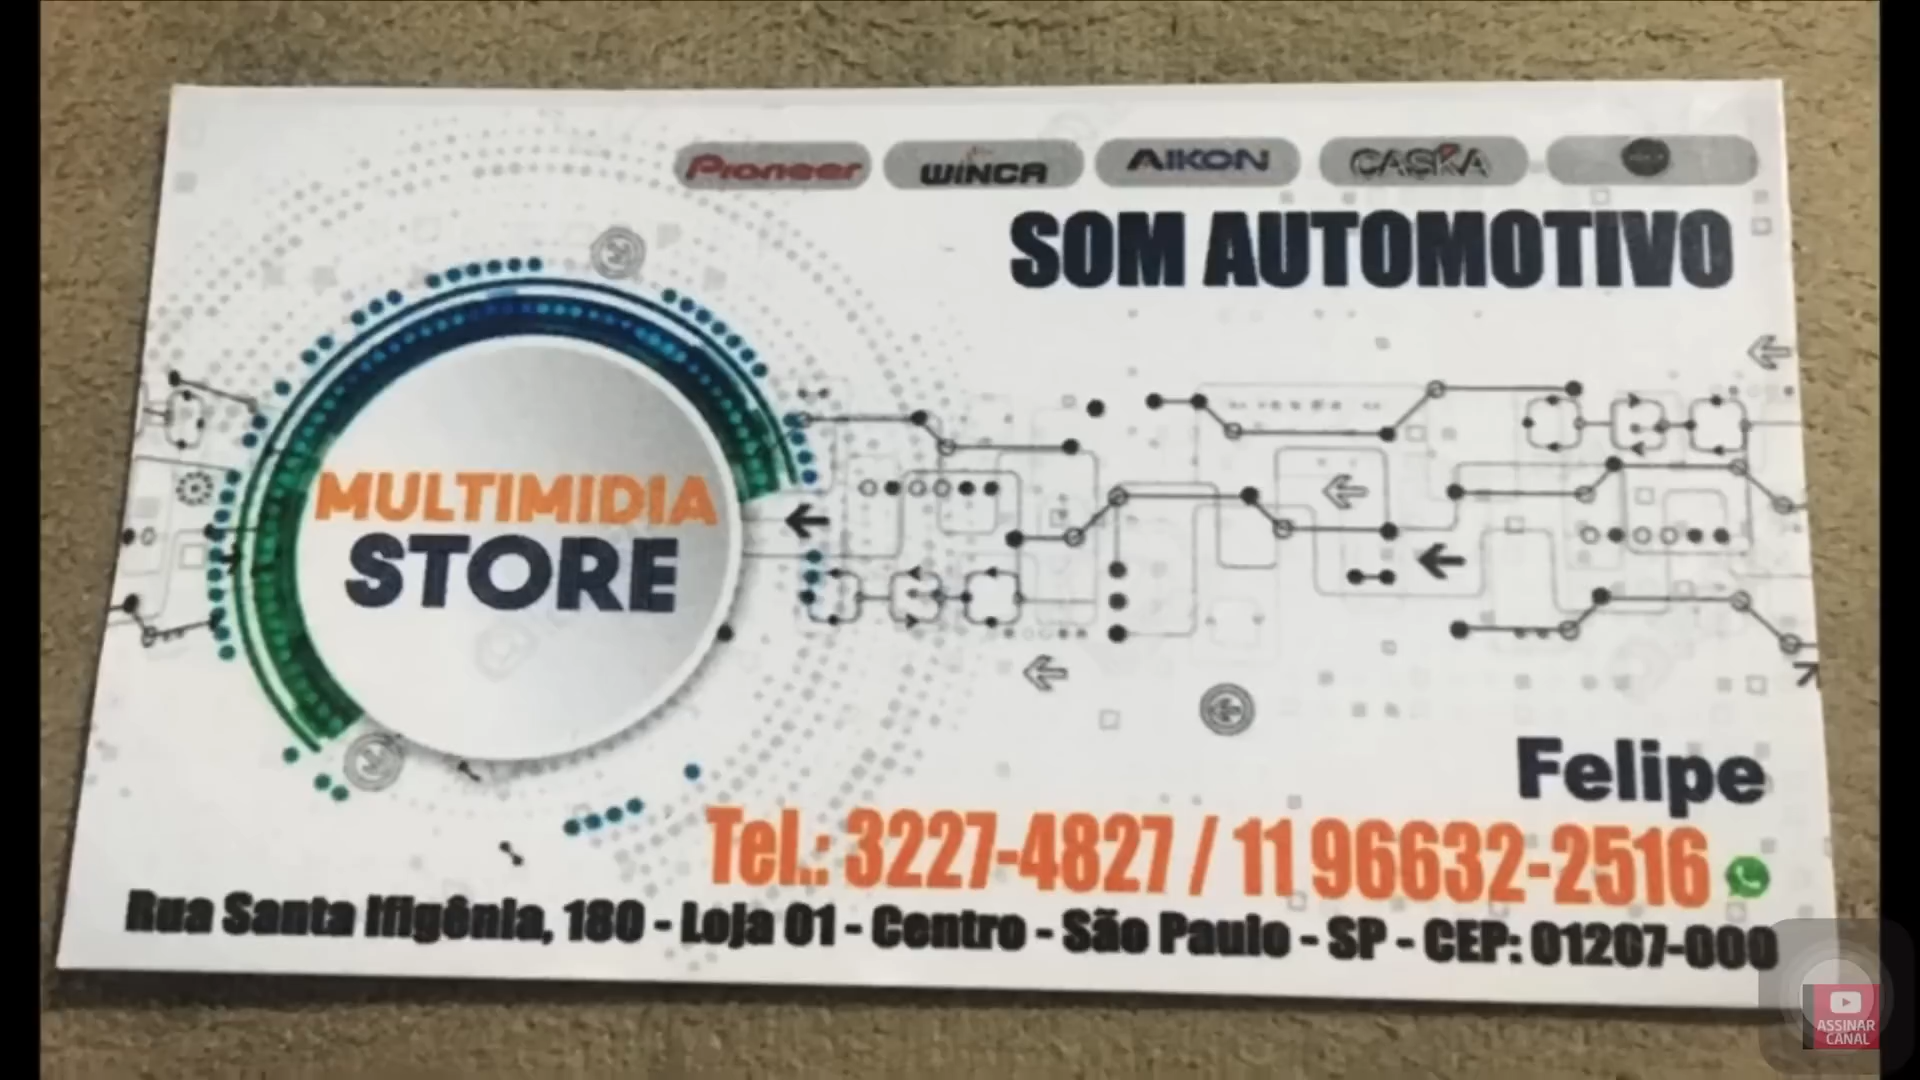 Pioneer WINCA AIKON CASKA
SOM AUTOMOTIVO
MULTIMIDIA
STORE
Felipe
Tel.: 3227-4827 / 11 96632-2516
Rua Santa Ifigênia, 180 - Loja 01 - Centro - São Paulo - SP - CEP: 01207-000
ASSINAR
CANAL